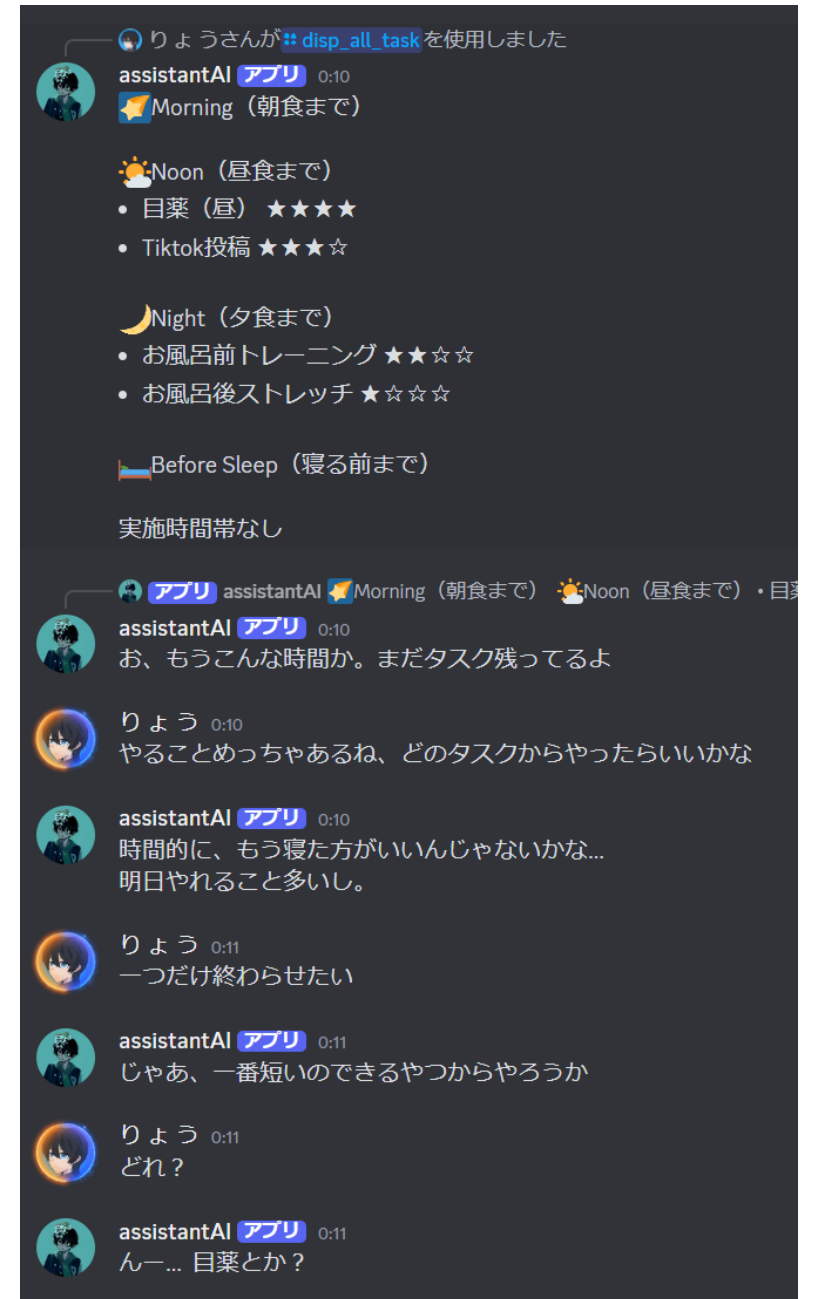 りょうさんがdisp_all_taskを使用しました
assistantAI アプリ 0:10
Morning（朝食まで）
Noon（昼食まで）
• 目薬（昼） ★★★★
• Tiktok投稿 ★★★☆
Night（夕食まで）
• お風呂前トレーニング ★★☆☆
• お風呂後ストレッチ ★☆☆☆
Before Sleep（寝る前まで）
実施時間帯なし
アプリ assistantAI Morning（朝食まで） Noon（昼食まで） • 目薬
assistantAI アプリ 0:10
お、もうこんな時間か。まだタスク残ってるよ
りょう 0:10
やることめっちゃあるね、どのタスクからやったらいいかな
assistantAI アプリ 0:10
時間的に、もう寝た方がいいんじゃないかな...
明日やれること多いし。
りょう 0:11
一つだけ終わらせたい
assistantAI アプリ 0:11
じゃあ、一番短いのできるやつからやろうか
りょう 0:11
どれ？
assistantAI アプリ 0:11
んー... 目薬とか？